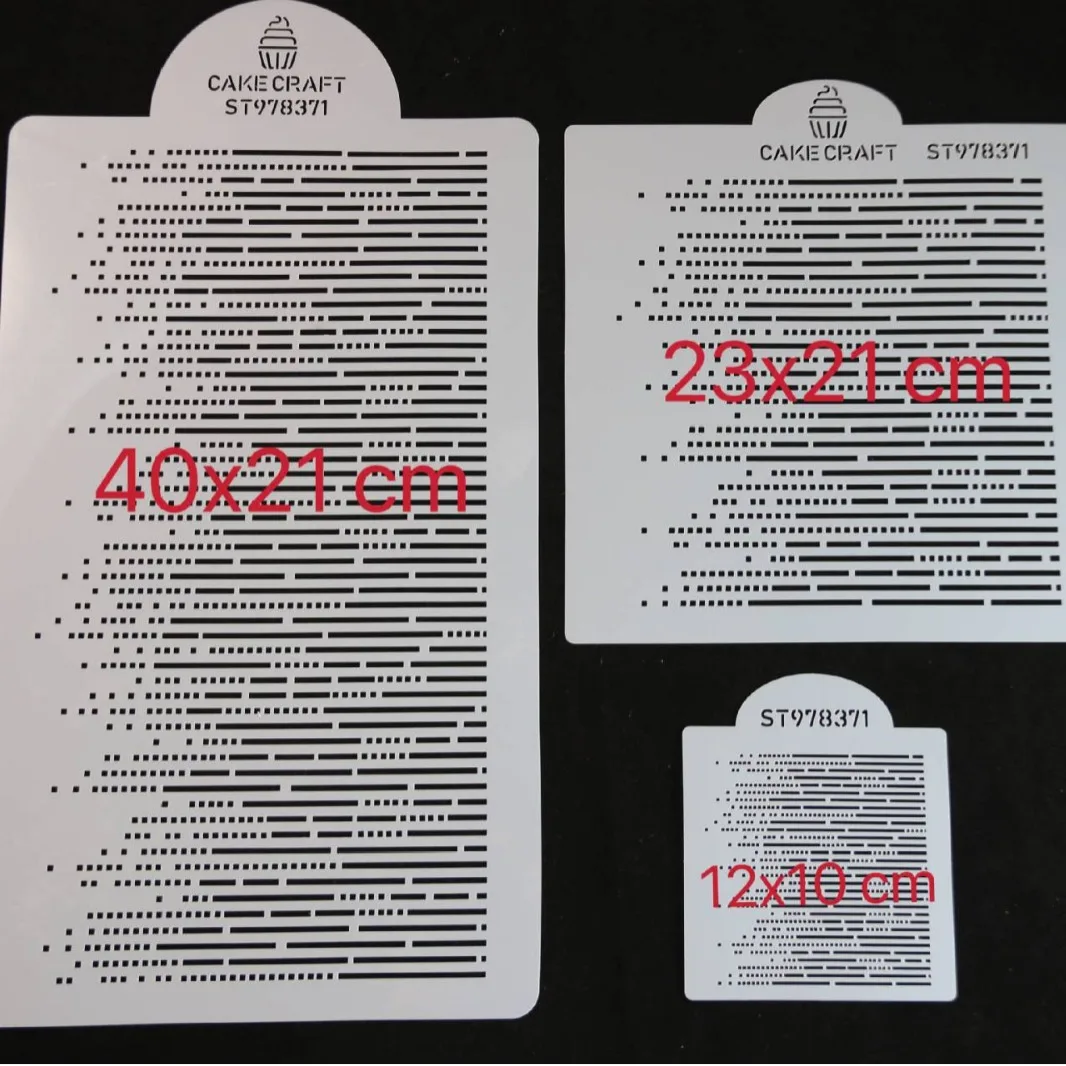 CAKE CRAFT
ST978371
40x21 cm
CAKE CRAFT ST978371
23x21 cm
ST978371
12x10 cm